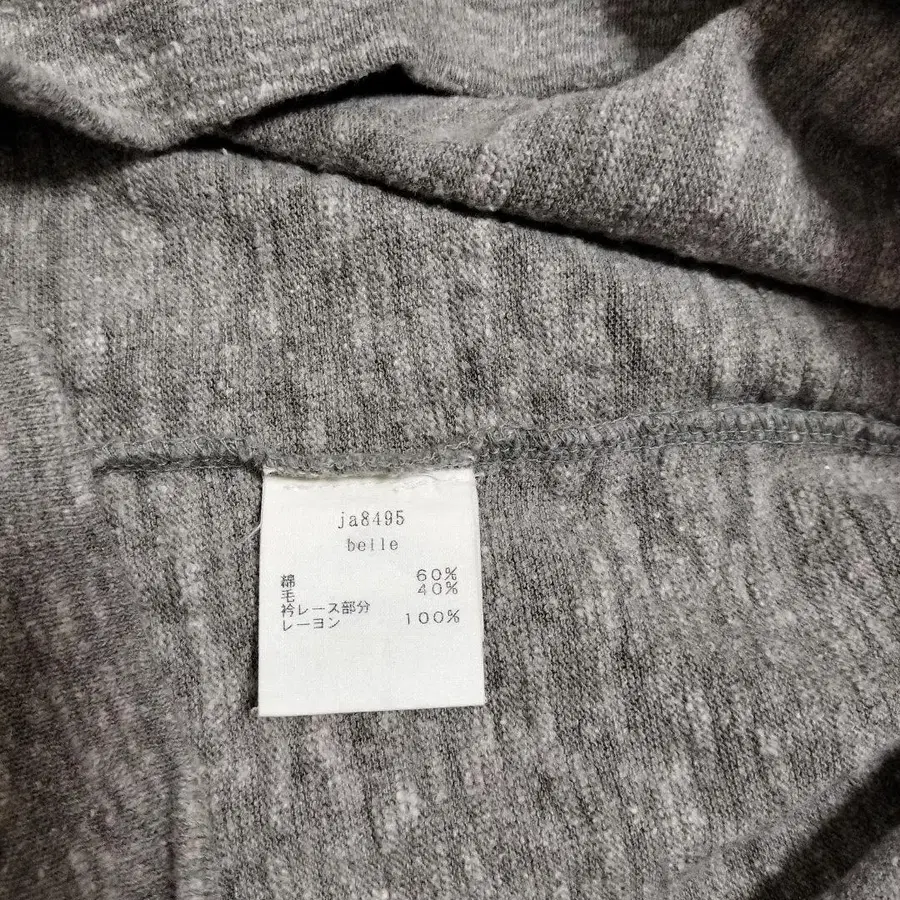 ja8495
belle
綿 60%
毛 40%
衿レース部分
レーヨン 100%